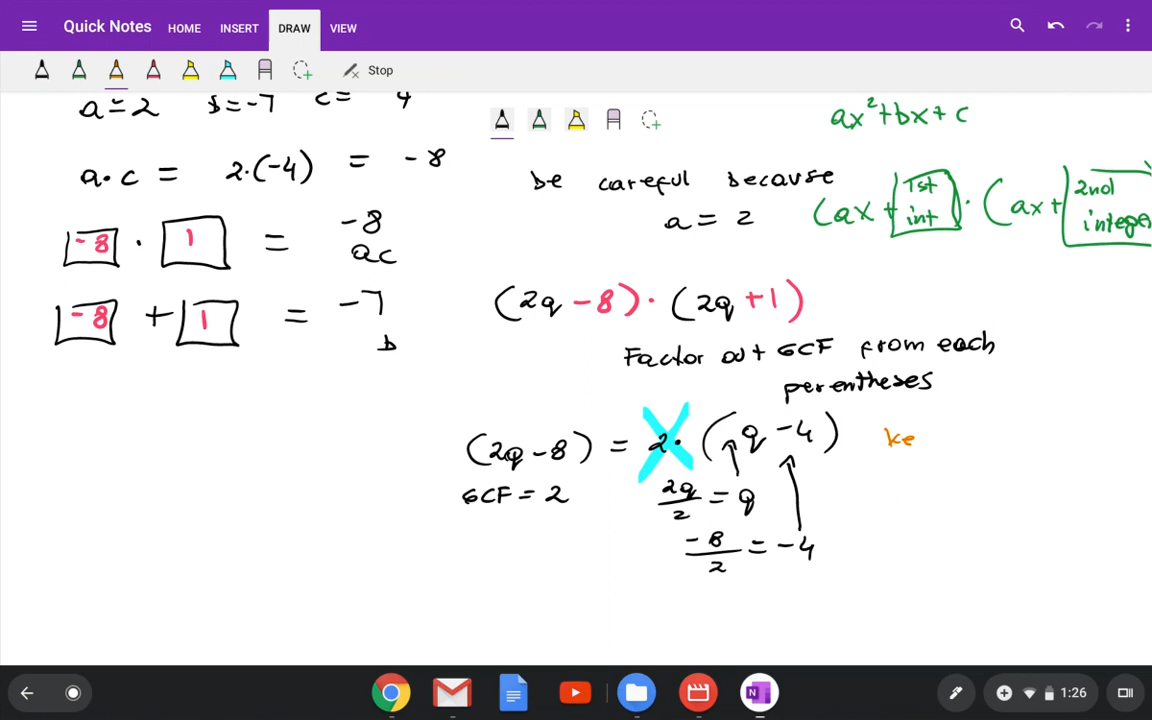 Quick Notes HOME INSERT DRAW VIEW
Stop
a = 2 b = -7 c = 4
a·c = 2·(-4) = -8
-8 · 1 = -8
ac
-8 + 1 = -7
b
ax²+bx+c
be careful because
a = 2
(ax + 1st int) · (ax + 2nd integer
(2q - 8) · (2q + 1)
Factor out GCF from each
parentheses
(2q - 8) = 2· (q - 4)
GCF = 2
2q/2 = q
-8/2 = -4
ke
1:26